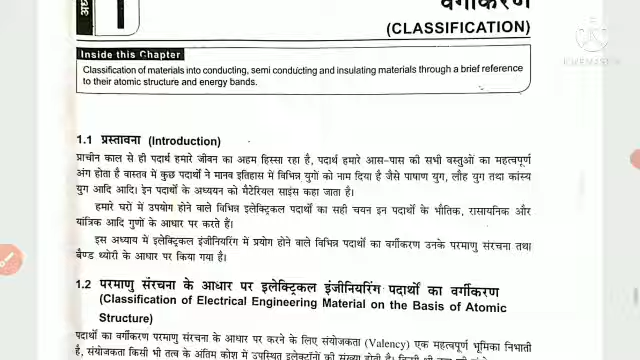 1
वर्गीकरण
(CLASSIFICATION)
KINEMASTER
Inside this Chapter
Classification of materials into conducting, semi conducting and insulating materials through a brief reference
to their atomic structure and energy bands.
1.1 प्रस्तावना (Introduction)
प्राचीन काल से ही पदार्थ हमारे जीवन का अहम हिस्सा रहा है, पदार्थ हमारे आस-पास की सभी वस्तुओं का महत्वपूर्ण
अंग होता है वास्तव में कुछ पदार्थों ने मानव इतिहास में विभिन्न युगों को नाम दिया है जैसे पाषाण युग, लौह युग तथा कांस्य
युग आदि आदि। इन पदार्थों के अध्ययन को मैटेरियल साइंस कहा जाता है।
हमारे घरों में उपयोग होने वाले विभिन्न इलेक्ट्रिकल पदार्थों का सही चयन इन पदार्थों के भौतिक, रासायनिक और
यांत्रिक आदि गुणों के आधार पर करते हैं।
इस अध्याय में इलेक्ट्रिकल इंजीनियरिंग में प्रयोग होने वाले विभिन्न पदार्थों का वर्गीकरण उनके परमाणु संरचना तथा
बैण्ड थ्योरी के आधार पर किया गया है।
1.2 परमाणु संरचना के आधार पर इलेक्ट्रिकल इंजीनियरिंग पदार्थों का वर्गीकरण
(Classification of Electrical Engineering Material on the Basis of Atomic
Structure)
पदार्थों का वर्गीकरण परमाणु संरचना के आधार पर करने के लिए संयोजकता (Valency) एक महत्वपूर्ण भूमिका निभाती
है, संयोजकता किसी भी तत्व के अंतिम कोश में उपस्थित इलेक्ट्रॉनों की संख्या होती है।